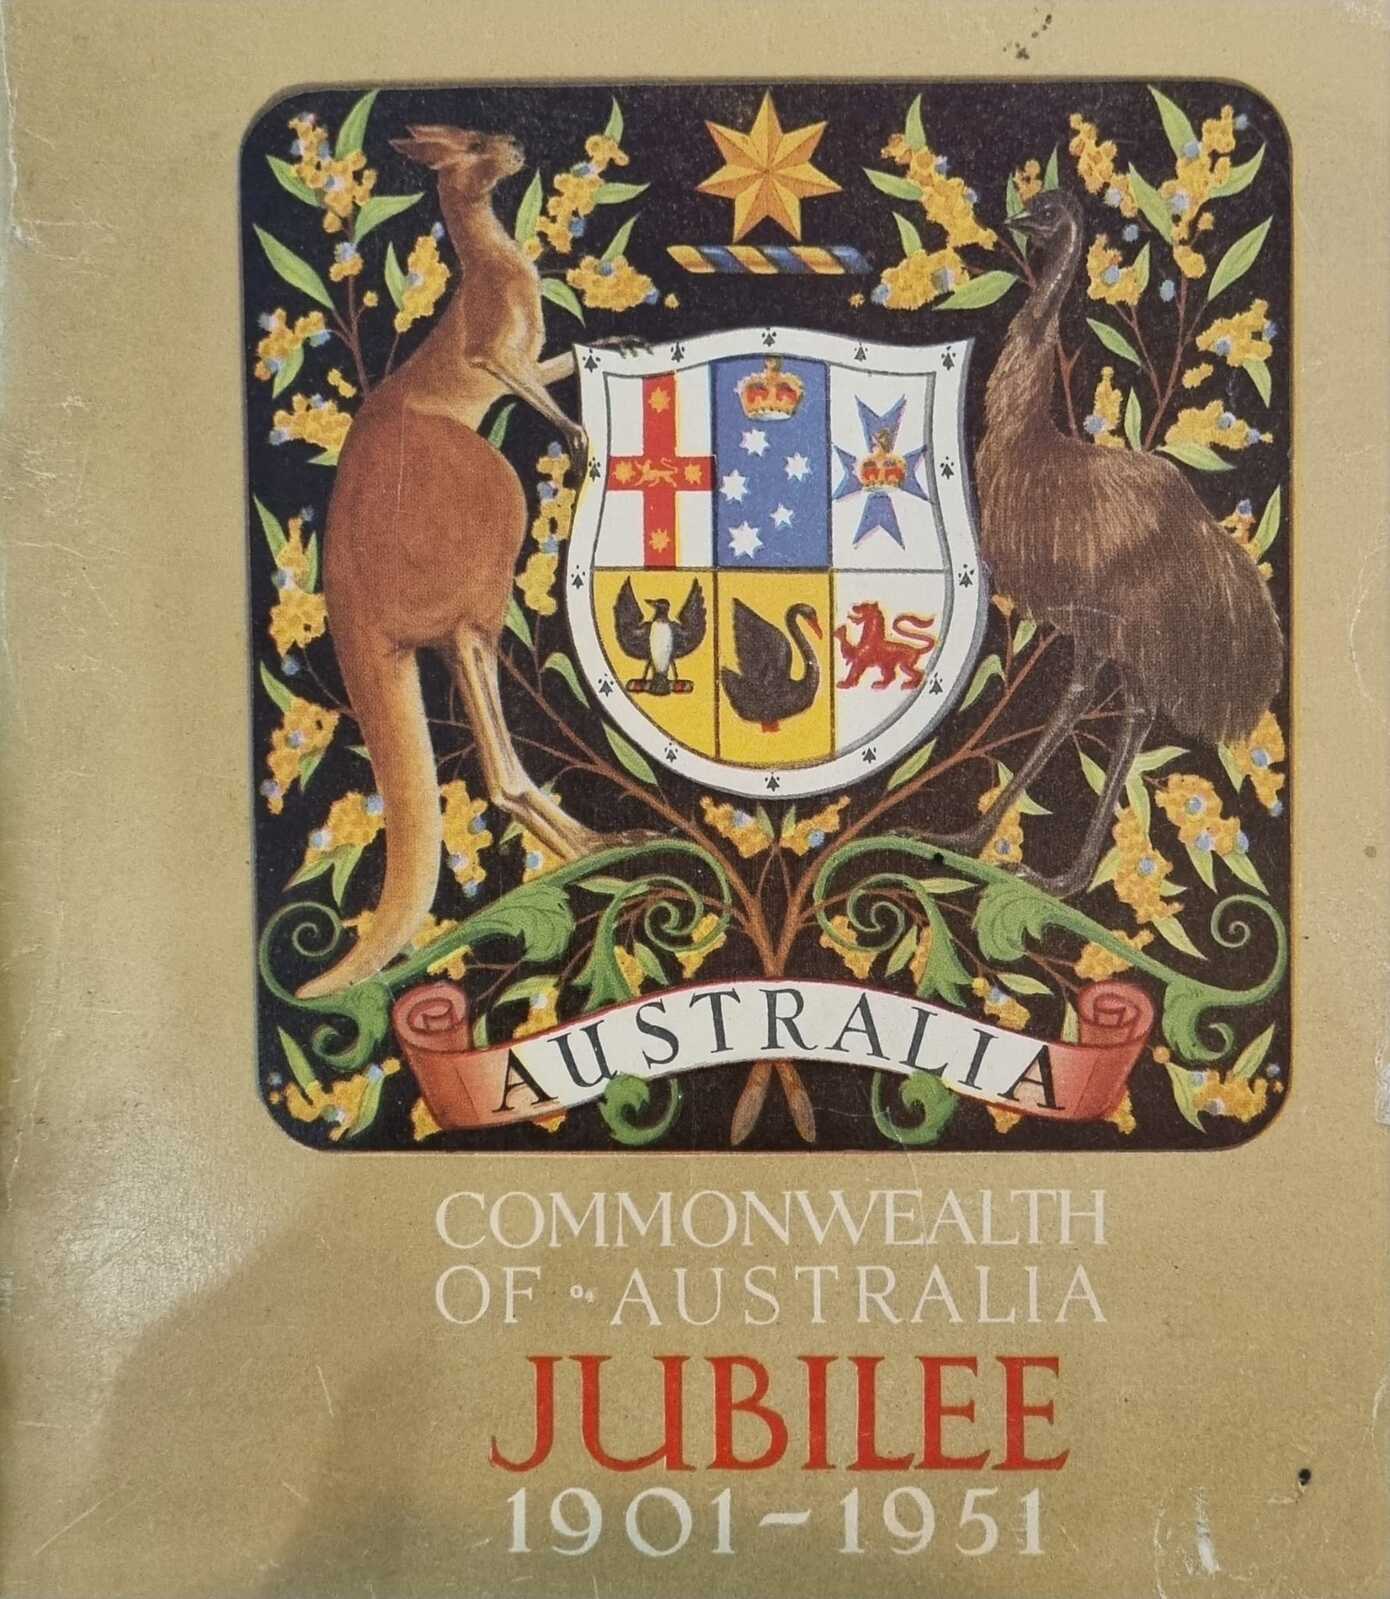 AUSTRALIA
COMMONWEALTH
OF AUSTRALIA
JUBILEE
1901-1951